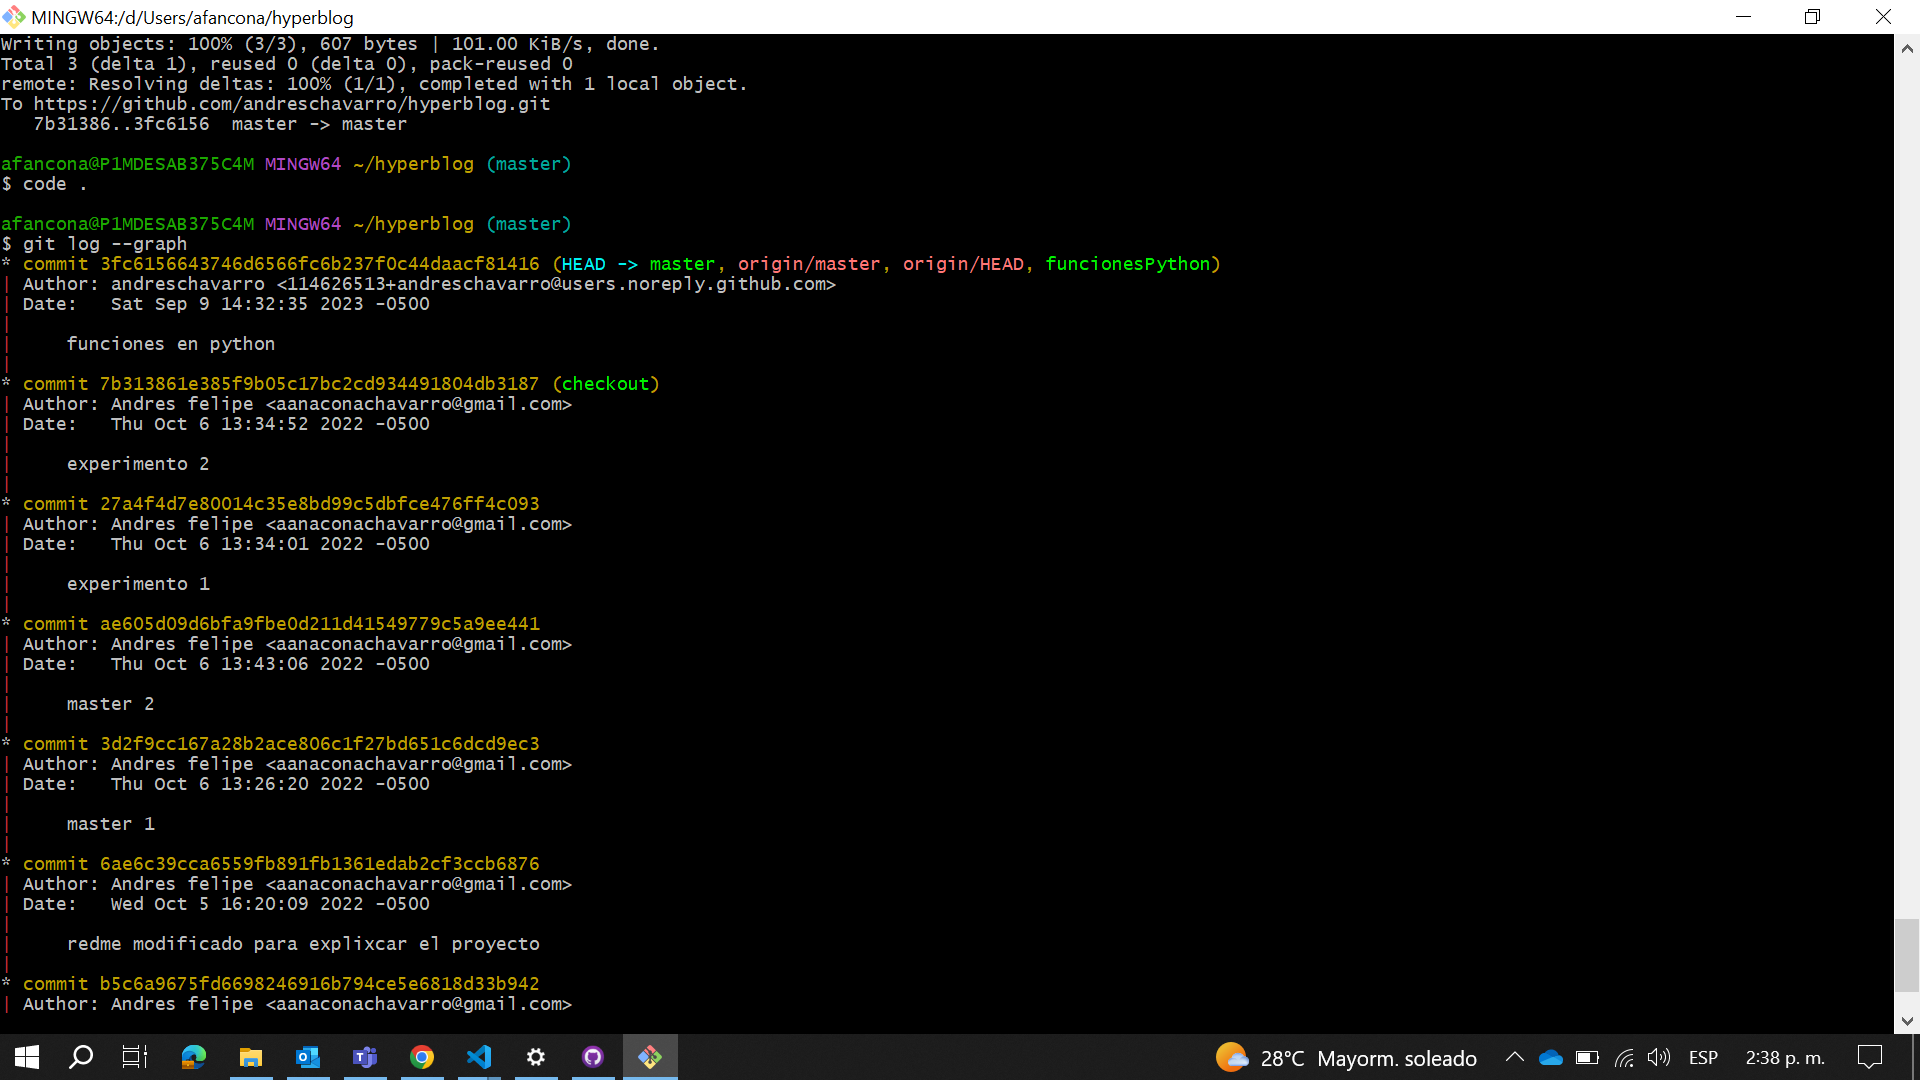 MINGW64:/d/Users/afancona/hyperblog
Writing objects: 100% (3/3), 607 bytes | 101.00 KiB/s, done.
Total 3 (delta 1), reused 0 (delta 0), pack-reused 0
remote: Resolving deltas: 100% (1/1), completed with 1 local object.
To https://github.com/andreschavarro/hyperblog.git
   7b31386..3fc6156  master -> master

afancona@P1MDESAB375C4M MINGW64 ~/hyperblog (master)
$ code .

afancona@P1MDESAB375C4M MINGW64 ~/hyperblog (master)
$ git log --graph
* commit 3fc6156643746d6566fc6b237f0c44daacf81416 (HEAD -> master, origin/master, origin/HEAD, funcionesPython)
| Author: andreschavarro <114626513+andreschavarro@users.noreply.github.com>
| Date:   Sat Sep 9 14:32:35 2023 -0500
|
|     funciones en python
|
* commit 7b313861e385f9b05c17bc2cd934491804db3187 (checkout)
| Author: Andres felipe <aanaconachavarro@gmail.com>
| Date:   Thu Oct 6 13:34:52 2022 -0500
|
|     experimento 2
|
* commit 27a4f4d7e80014c35e8bd99c5dbfce476ff4c093
| Author: Andres felipe <aanaconachavarro@gmail.com>
| Date:   Thu Oct 6 13:34:01 2022 -0500
|
|     experimento 1
|
* commit ae605d09d6bfa9fbe0d211d41549779c5a9ee441
| Author: Andres felipe <aanaconachavarro@gmail.com>
| Date:   Thu Oct 6 13:43:06 2022 -0500
|
|     master 2
|
* commit 3d2f9cc167a28b2ace806c1f27bd651c6dcd9ec3
| Author: Andres felipe <aanaconachavarro@gmail.com>
| Date:   Thu Oct 6 13:26:20 2022 -0500
|
|     master 1
|
* commit 6ae6c39cca6559fb891fb1361edab2cf3ccb6876
| Author: Andres felipe <aanaconachavarro@gmail.com>
| Date:   Wed Oct 5 16:20:09 2022 -0500
|
|     redme modificado para explixcar el proyecto
|
* commit b5c6a9675fd6698246916b794ce5e6818d33b942
| Author: Andres felipe <aanaconachavarro@gmail.com>
28°C Mayorm. soleado ESP 2:38 p. m.